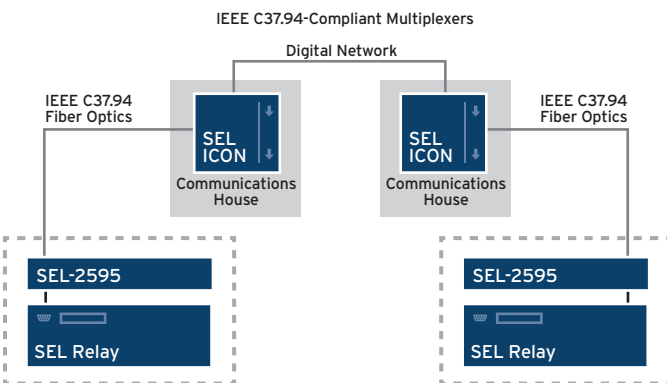 IEEE C37.94-Compliant Multiplexers
Digital Network
IEEE C37.94
Fiber Optics
IEEE C37.94
Fiber Optics
SEL
ICON
SEL
ICON
Communications
House
Communications
House
SEL-2595
SEL-2595
SEL Relay
SEL Relay